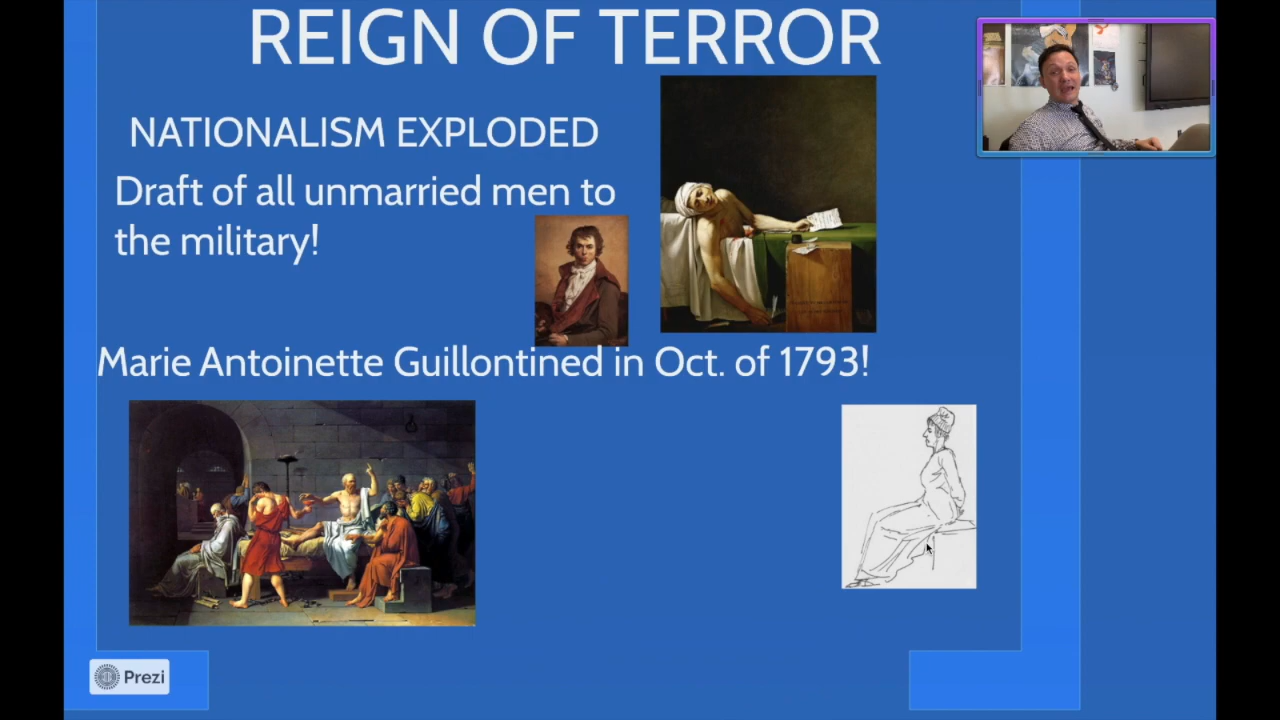 REIGN OF TERROR
NATIONALISM EXPLODED
Draft of all unmarried men to
the military!
Marie Antoinette Guillontined in Oct. of 1793!
Prezi